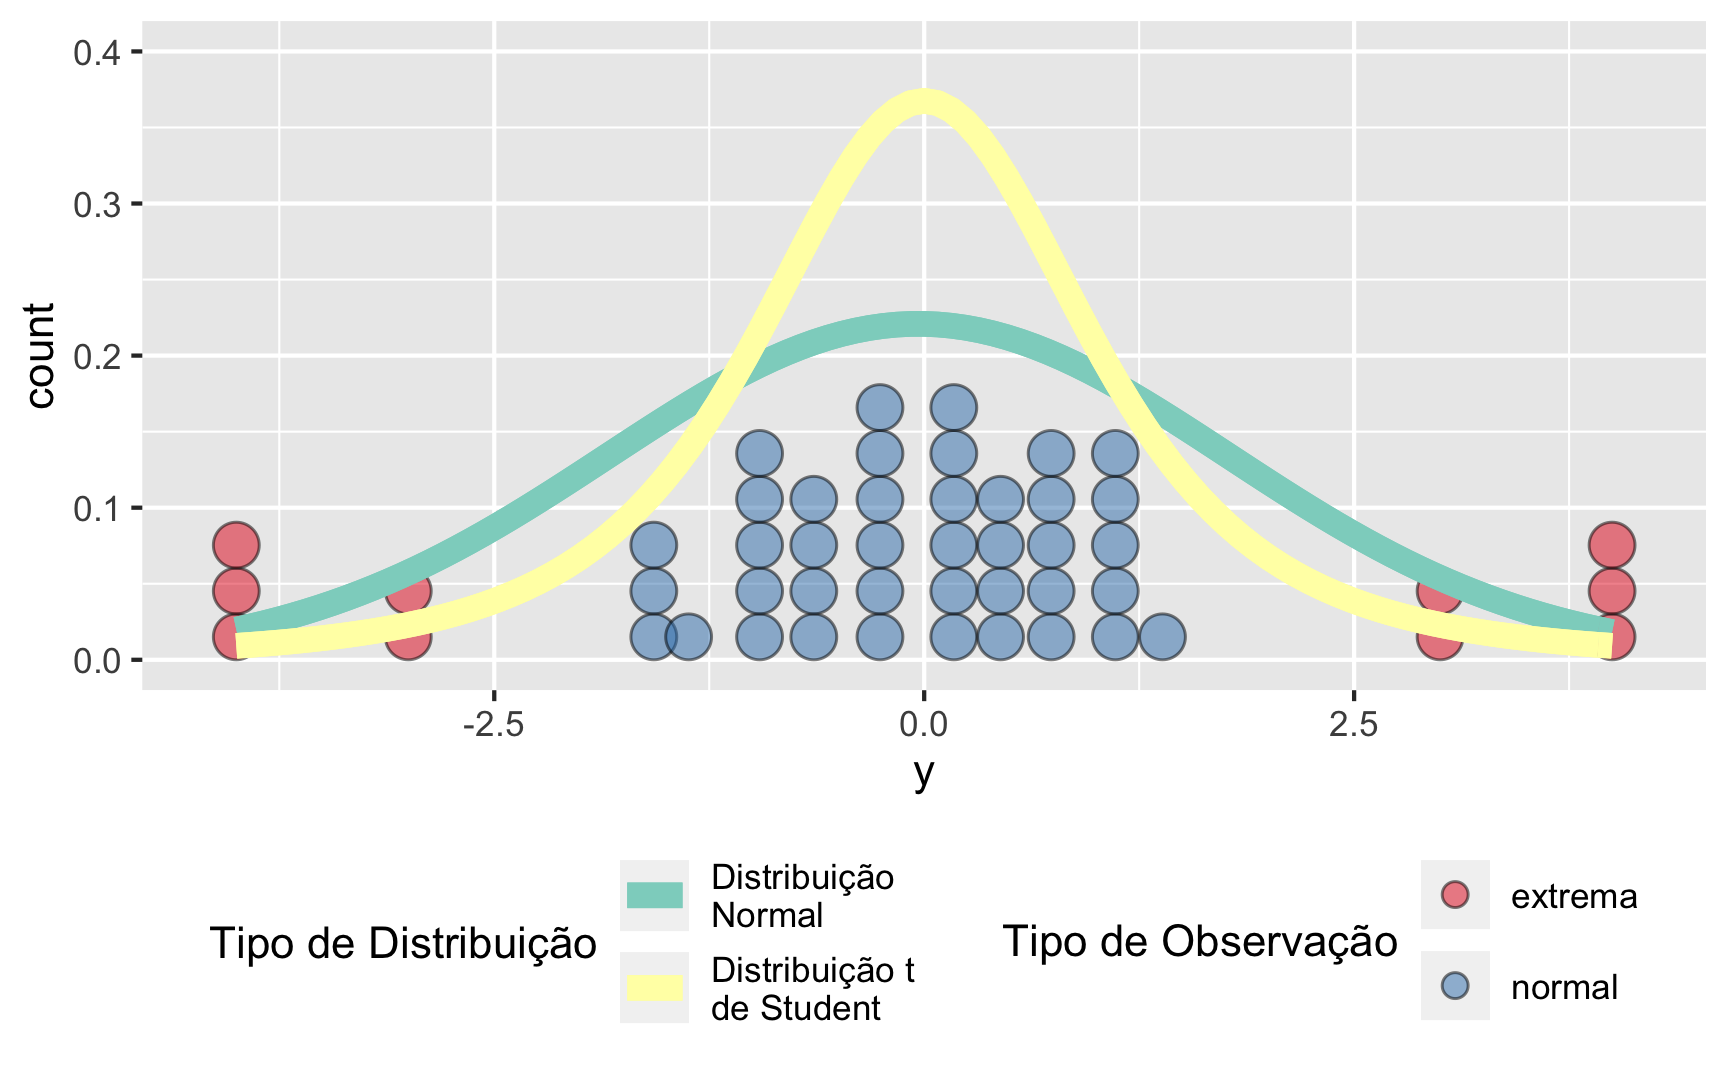 0.4
0.3
0.2
0.1
0.0
count
-2.5
0.0
2.5
y
Tipo de Distribuição
Distribuição
Normal
Distribuição t
de Student
Tipo de Observação
extrema
normal